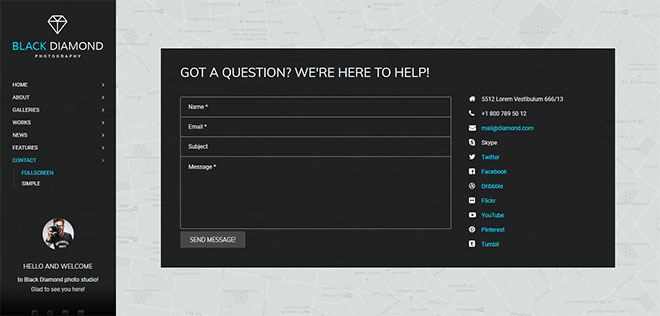 BLACK DIAMOND
PHOTOGRAPHY
HOME
ABOUT
GALLERIES
WORKS
NEWS
FEATURES
CONTACT
FULLSCREEN
SIMPLE
HELLO AND WELCOME
to Black Diamond photo studio!
Glad to see you here!
GOT A QUESTION? WE'RE HERE TO HELP!
Name *
Email *
Subject
Message *
SEND MESSAGE!
5512 Lorem Vestibulum 666/13
+1 800 789 50 12
mail@diamond.com
Skype
Twitter
Facebook
Dribbble
Flickr
YouTube
Pinterest
Tumblr